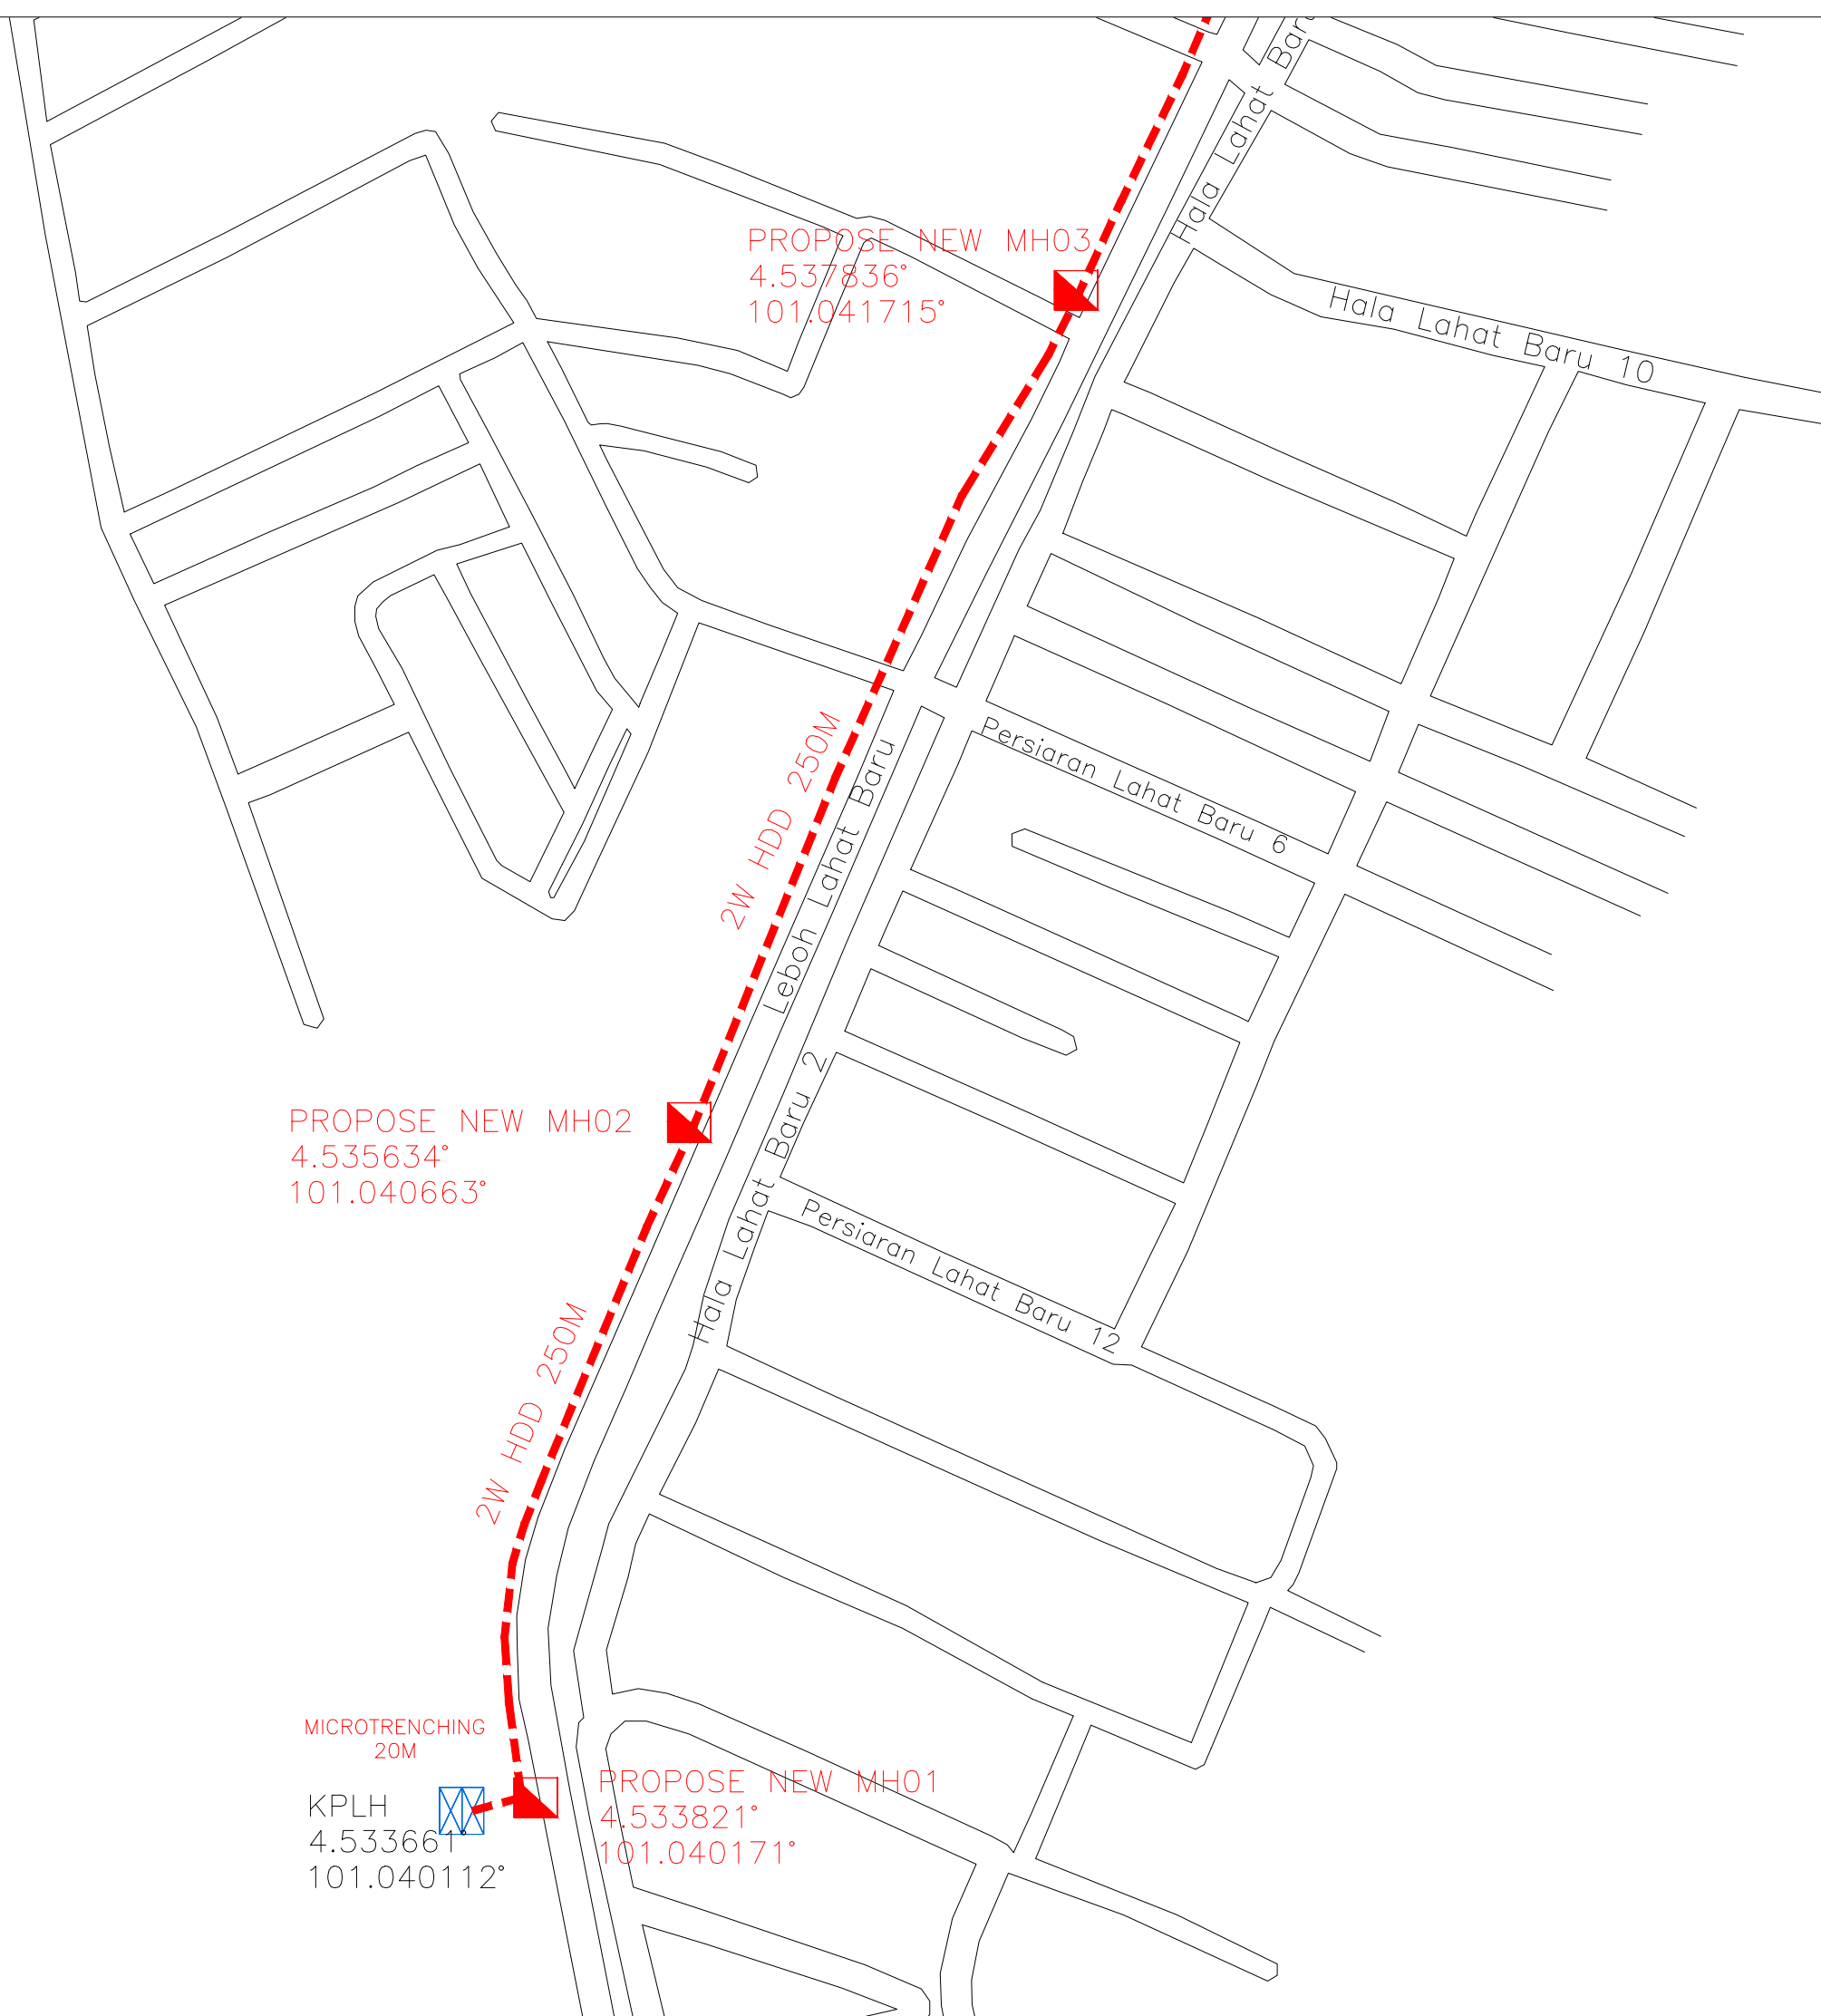 Hala Lahat Baru
PROPOSE NEW MH03
4.537836°
101.041715°
Hala Lahat Baru 10
2W HDD 250M
Leboh Lahat Baru
Persiaran Lahat Baru 6
PROPOSE NEW MH02
4.535634°
101.040663°
Hala Lahat Baru 2
Persiaran Lahat Baru 12
2W HDD 250M
MICROTRENCHING
20M
PROPOSE NEW MH01
4.533821°
101.040171°
KPLH
4.533661°
101.040112°